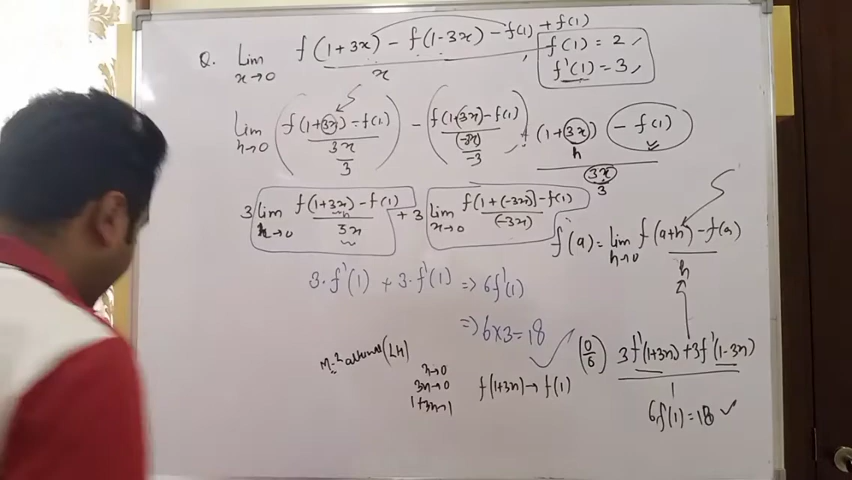 Q. Lim x→0 f(1+3x) - f(1-3x) - f(1) + f(1) / x
f(1) = 2
f'(1) = 3
Lim h→0 (f(1+3x) - f(1) / 3x/3) - (f(1+(3x) - f(1) / (-3x)/-3)
f(1+(3x)) - f(1)
h
3x/3
3 lim x→0 f(1+3x) - f(1) / 3x + 3 lim x→0 f(1+(-3x)) - f(1) / (-3x)
h
f'(a) = lim h→0 f(a+h) - f(a) / h
3·f'(1) + 3·f'(1) => 6f'(1)
=> 6x3 = 18
(LH)
(0/0) 3f'(1+3x) + 3f'(1-3x) / 1
x→0
3x→0
1+3x→1
f(1+3x) → f(1)
6f'(1) = 18 ✓